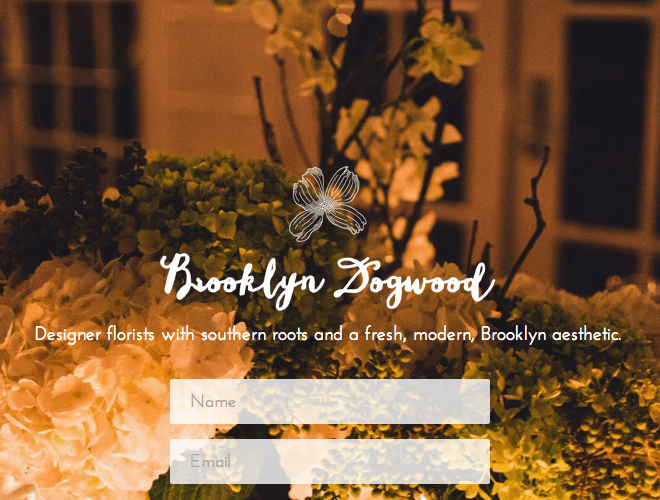 Brooklyn Dogwood
Designer florists with southern roots and a fresh, modern, Brooklyn aesthetic.
Name
Email